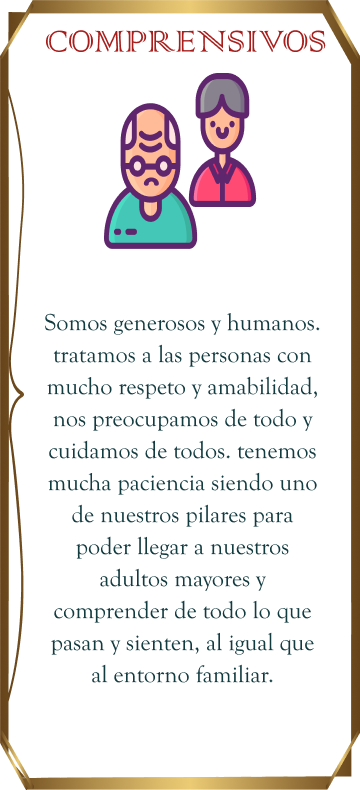 COMPRENSIVOS
Somos generosos y humanos.
tratamos a las personas con
mucho respeto y amabilidad,
nos preocupamos de todo y
cuidamos de todos. tenemos
mucha paciencia siendo uno
de nuestros pilares para
poder llegar a nuestros
adultos mayores y
comprender de todo lo que
pasan y sienten, al igual que
al entorno familiar.